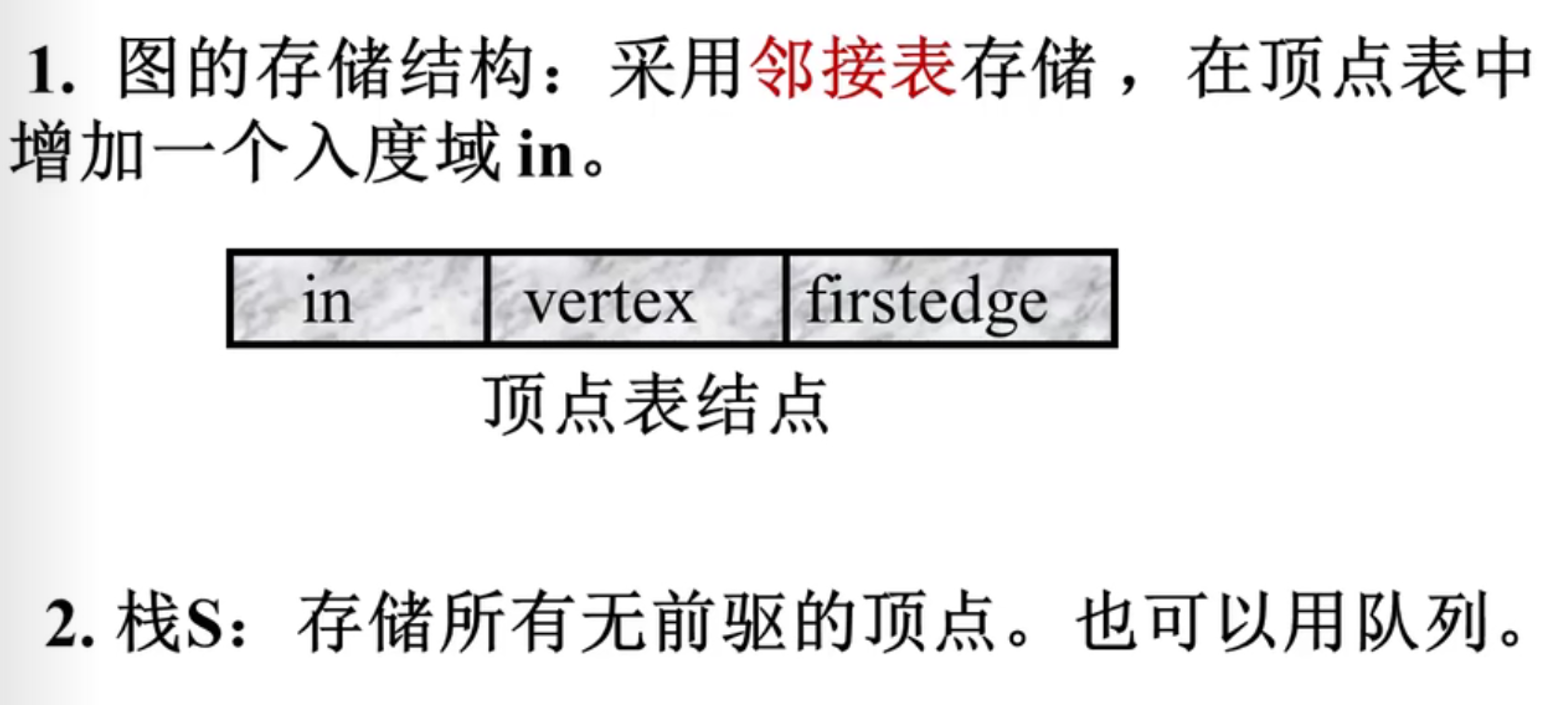 1. 图的存储结构：采用邻接表存储，在顶点表中
增加一个入度域 in。
in vertex firstedge
顶点表结点
2. 栈S：存储所有无前驱的顶点。也可以用队列。